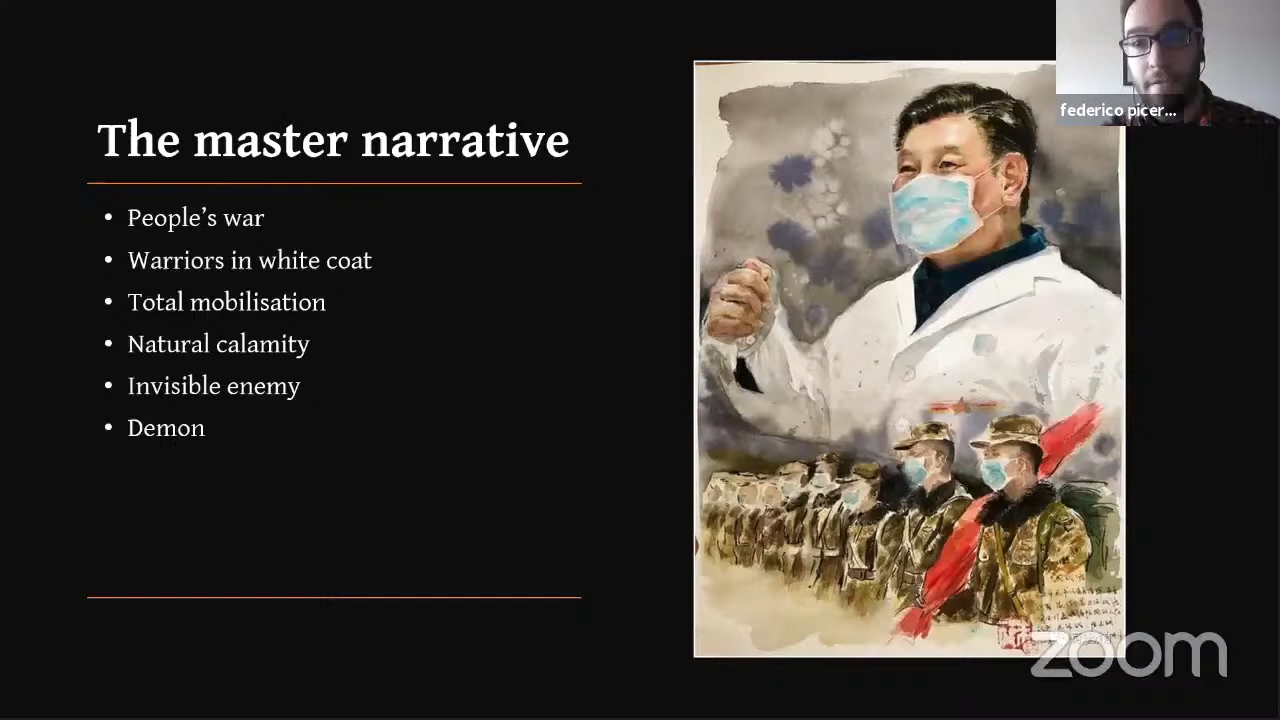 The master narrative
• People’s war
• Warriors in white coat
• Total mobilisation
• Natural calamity
• Invisible enemy
• Demon
federico picer...
zoom